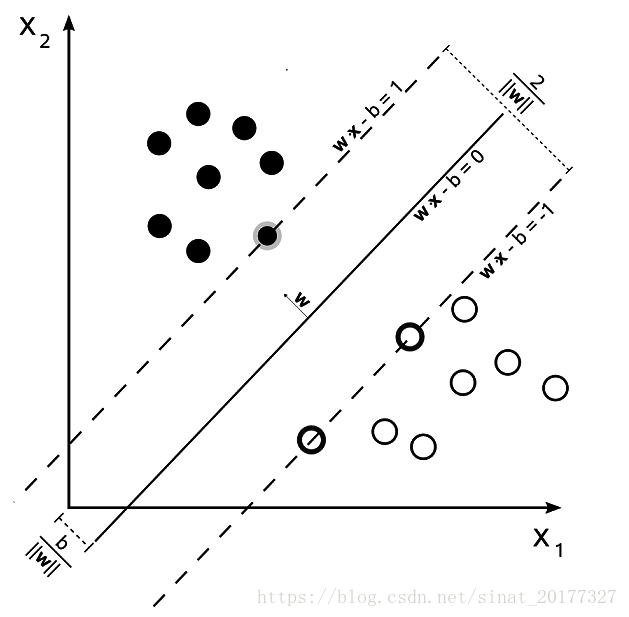 X2
w·x - b = 1
2
||w||
w·x - b = 0
w·x - b = -1
w
b
||w||
X1
https://blog.csdn.net/sinat_20177327